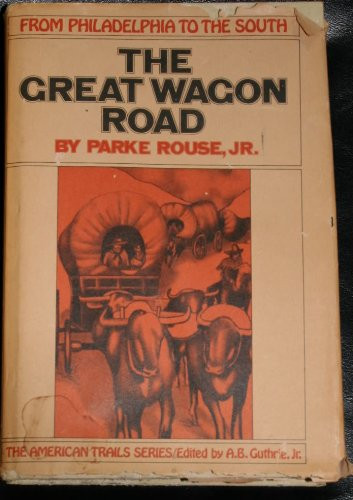 FROM PHILADELPHIA TO THE SOUTH
THE
GREAT WAGON
ROAD
BY PARKE ROUSE, JR.
THE AMERICAN TRAILS SERIES/Edited by A.B. Guthrie, Jr.